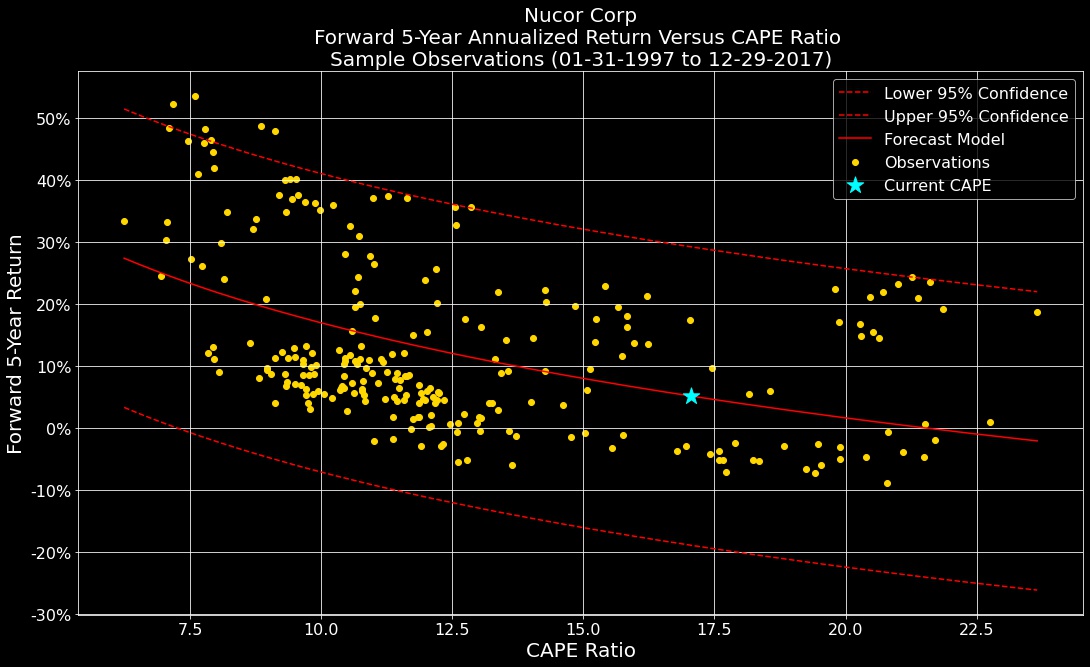 Nucor Corp
Forward 5-Year Annualized Return Versus CAPE Ratio
Sample Observations (01-31-1997 to 12-29-2017)
Lower 95% Confidence
Upper 95% Confidence
Forecast Model
Observations
Current CAPE
Forward 5-Year Return
50%
40%
30%
20%
10%
0%
-10%
-20%
-30%
7.5 10.0 12.5 15.0 17.5 20.0 22.5
CAPE Ratio